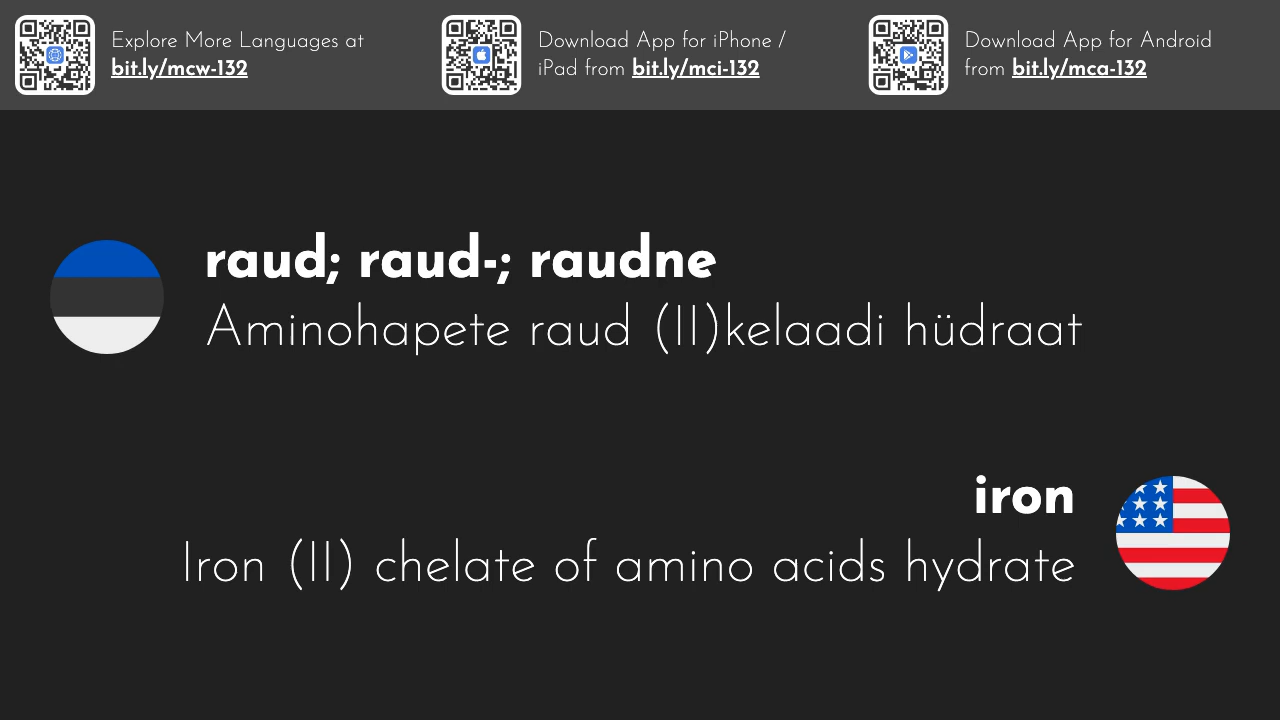 Explore More Languages at
bit.ly/mcw-132
Download App for iPhone /
iPad from bit.ly/mci-132
Download App for Android
from bit.ly/mca-132
raud; raud-; raudne
Aminohapete raud (II)kelaadi hüdraat
iron
Iron (II) chelate of amino acids hydrate